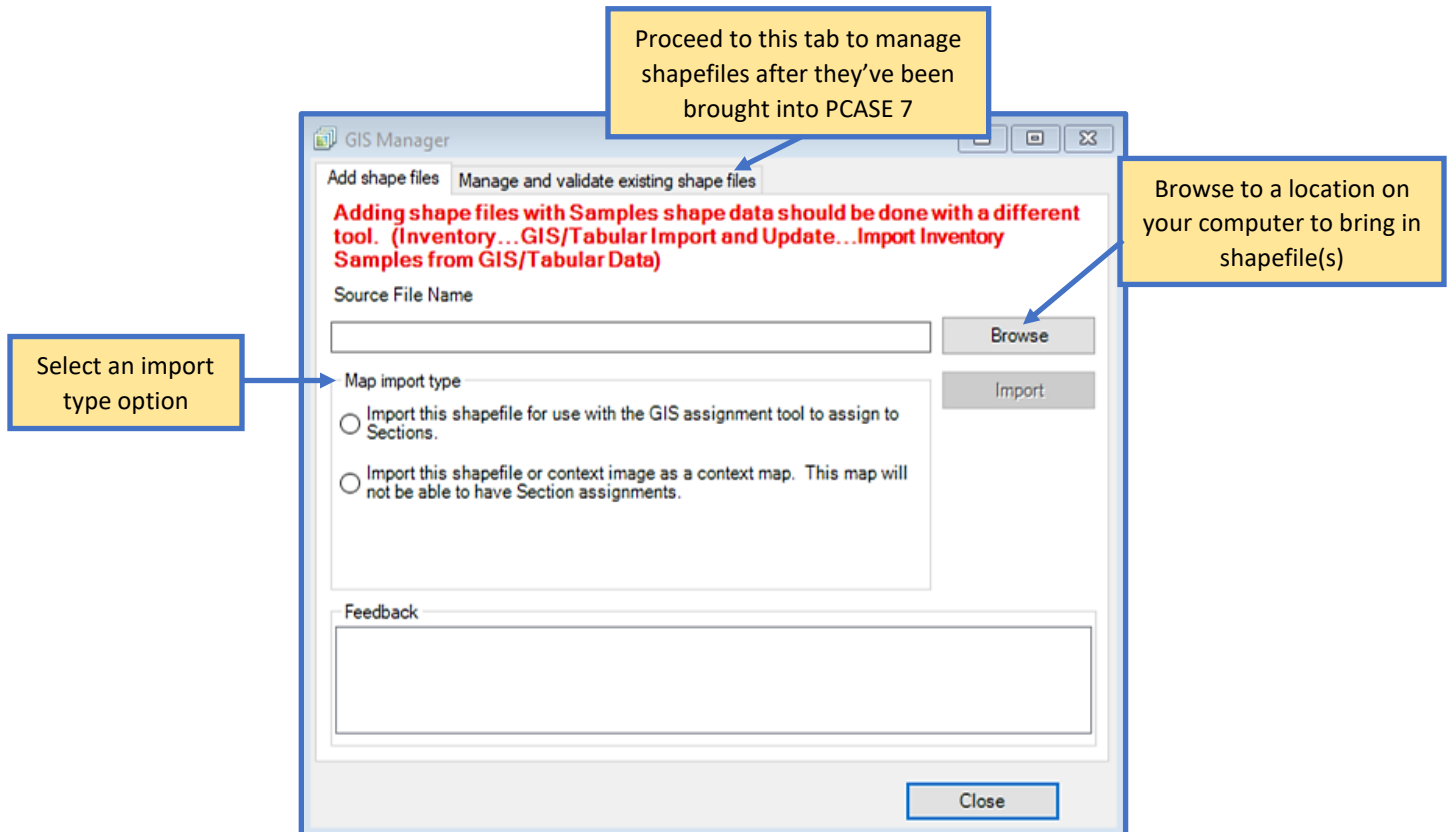 Proceed to this tab to manage
shapefiles after they’ve been
brought into PCASE 7
GIS Manager
Add shape files
Manage and validate existing shape files
Adding shape files with Samples shape data should be done with a different
tool. (Inventory...GIS/Tabular Import and Update...Import Inventory
Samples from GIS/Tabular Data)
Browse to a location on
your computer to bring in
shapefile(s)
Source File Name
Browse
Select an import
type option
Map import type
Import
Import this shapefile for use with the GIS assignment tool to assign to
Sections.
Import this shapefile or context image as a context map. This map will
not be able to have Section assignments.
Feedback
Close